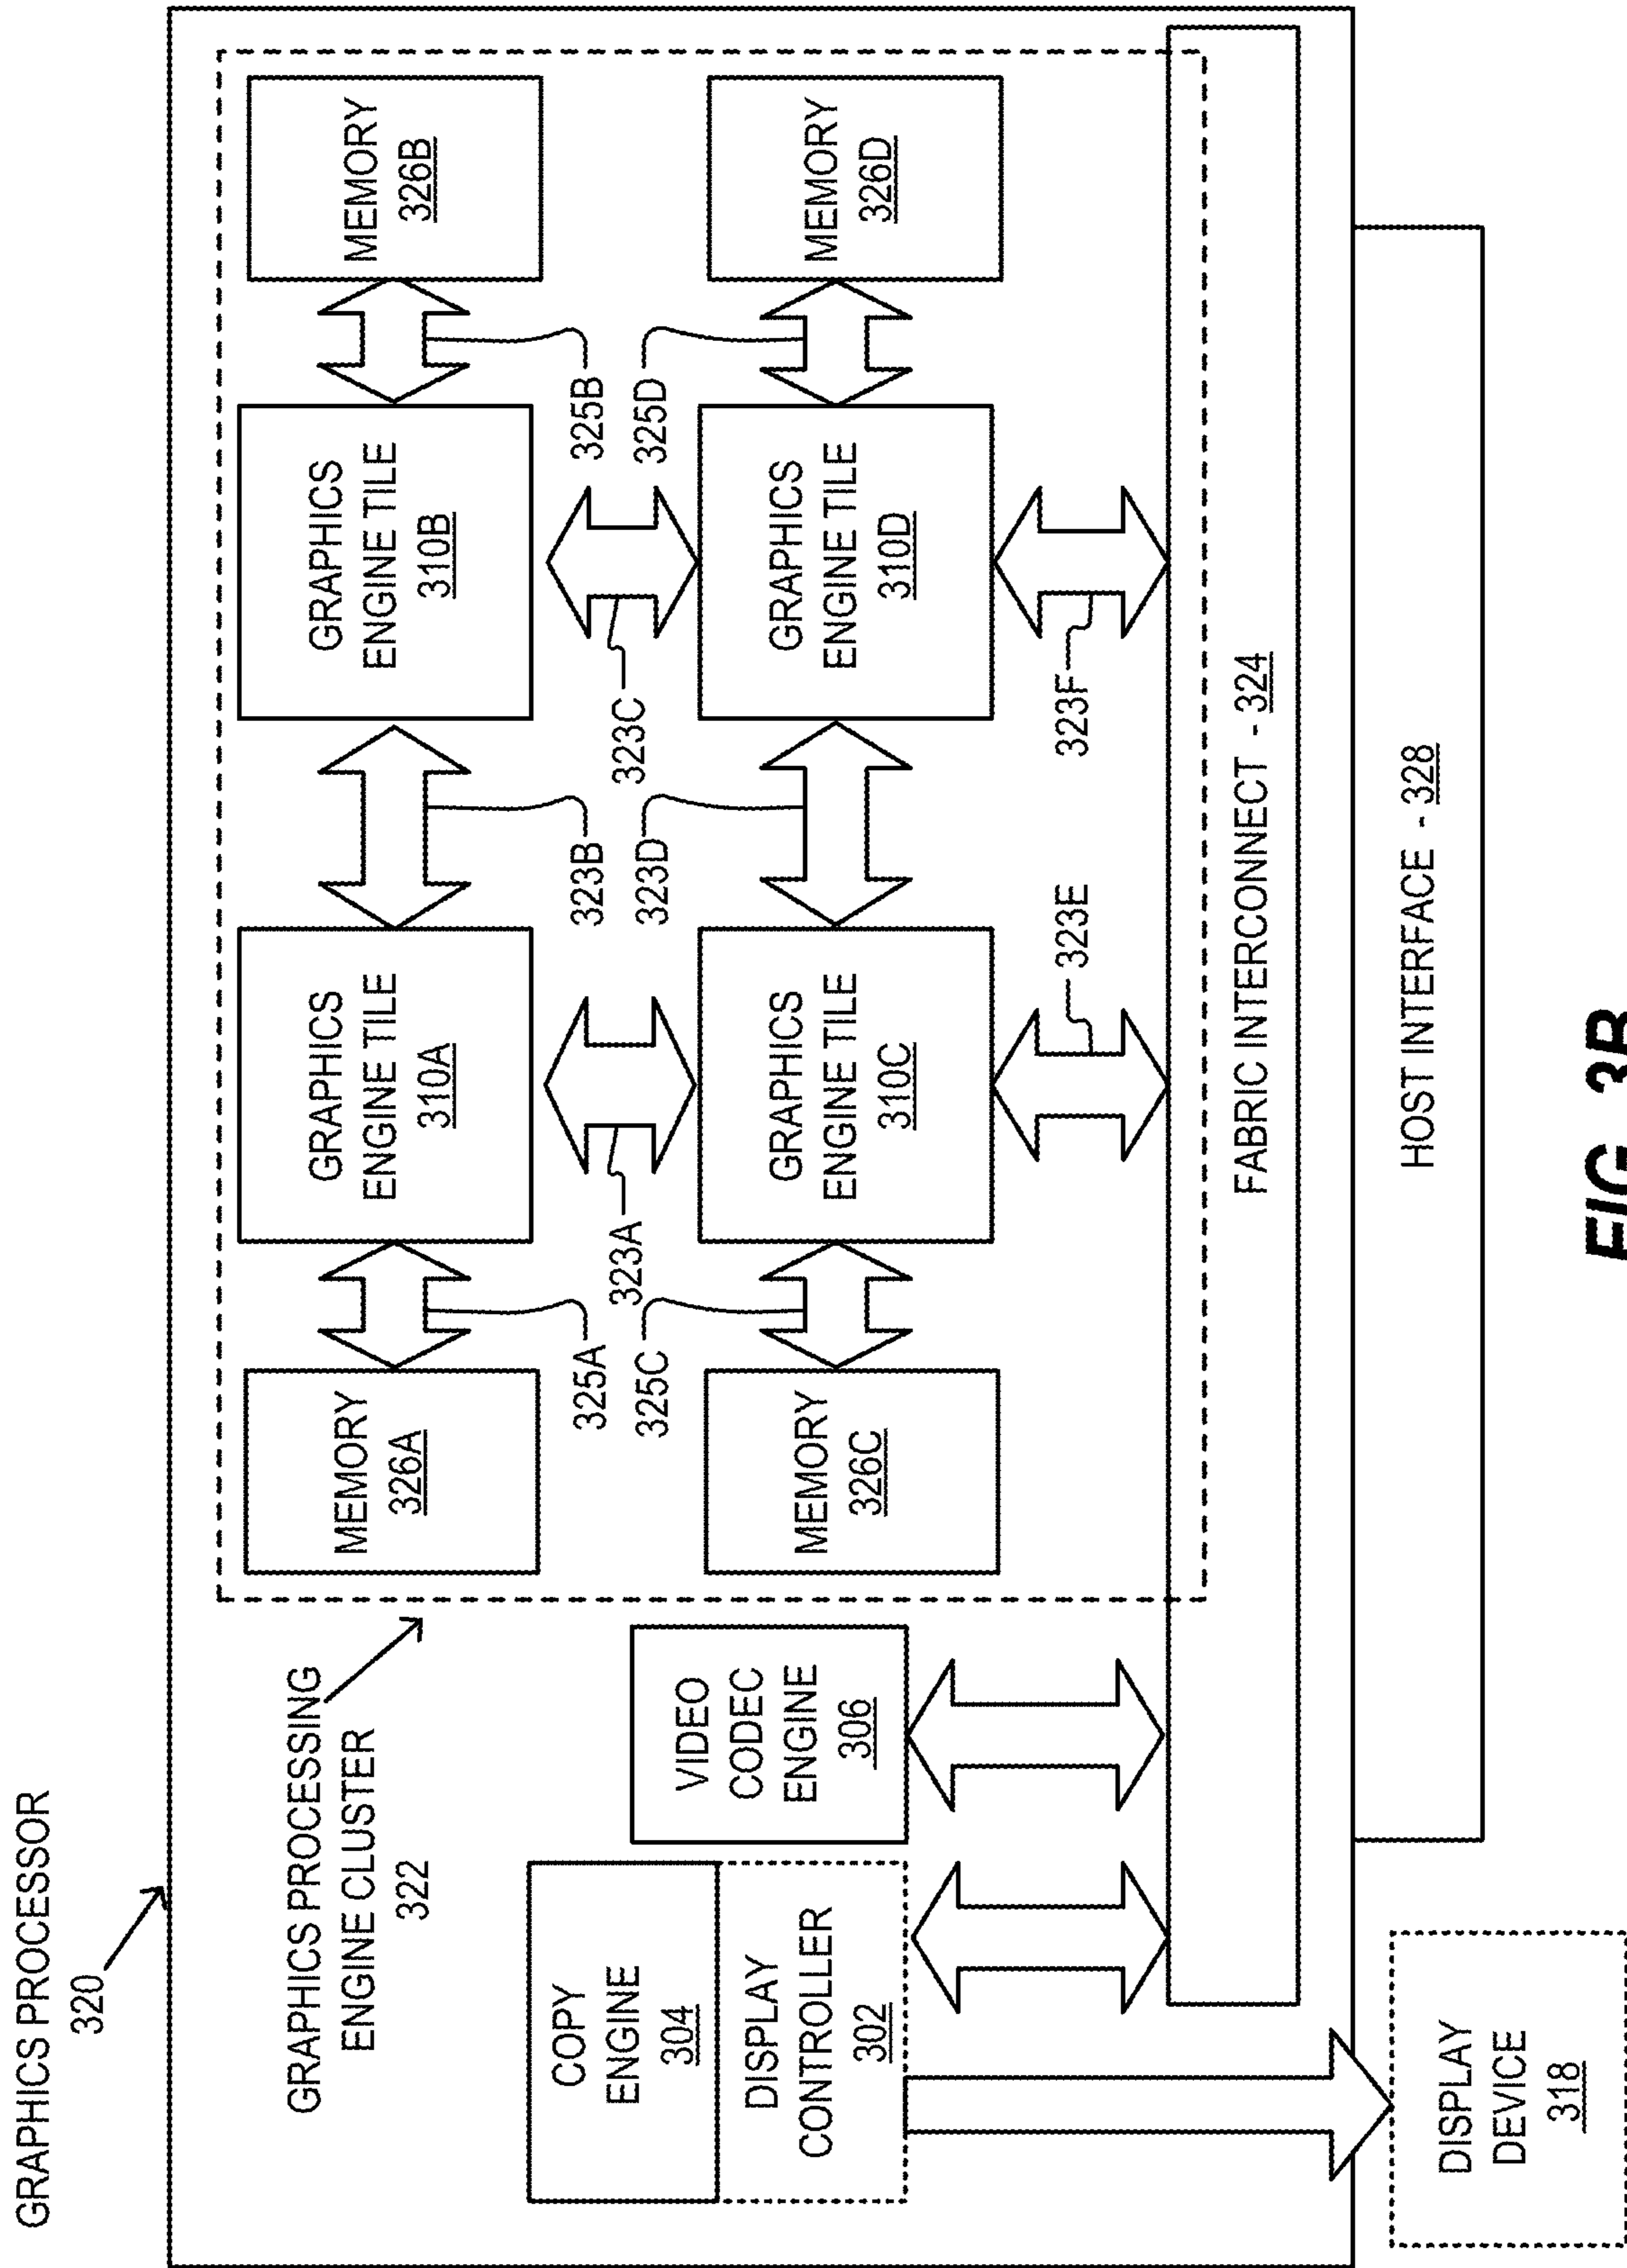 GRAPHICS PROCESSOR
320
GRAPHICS PROCESSING
ENGINE CLUSTER
322
MEMORY
326A
GRAPHICS
ENGINE TILE
310A
GRAPHICS
ENGINE TILE
310B
MEMORY
326B
325A
323B
325B
323A
323C
325C
323D
325D
COPY
ENGINE
304
DISPLAY
CONTROLLER
302
VIDEO
CODEC
ENGINE
306
MEMORY
326C
GRAPHICS
ENGINE TILE
310C
GRAPHICS
ENGINE TILE
310D
MEMORY
326D
323E
323F
FABRIC INTERCONNECT - 324
HOST INTERFACE - 328
DISPLAY
DEVICE
318
FIG. 3B